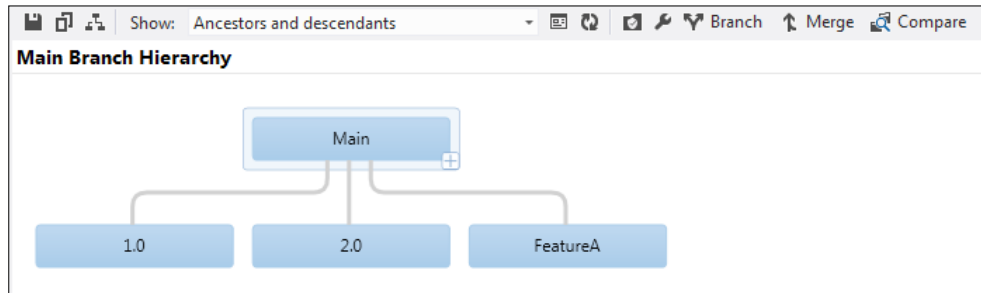 Show: Ancestors and descendants Branch Merge Compare
Main Branch Hierarchy
Main
1.0 2.0 FeatureA